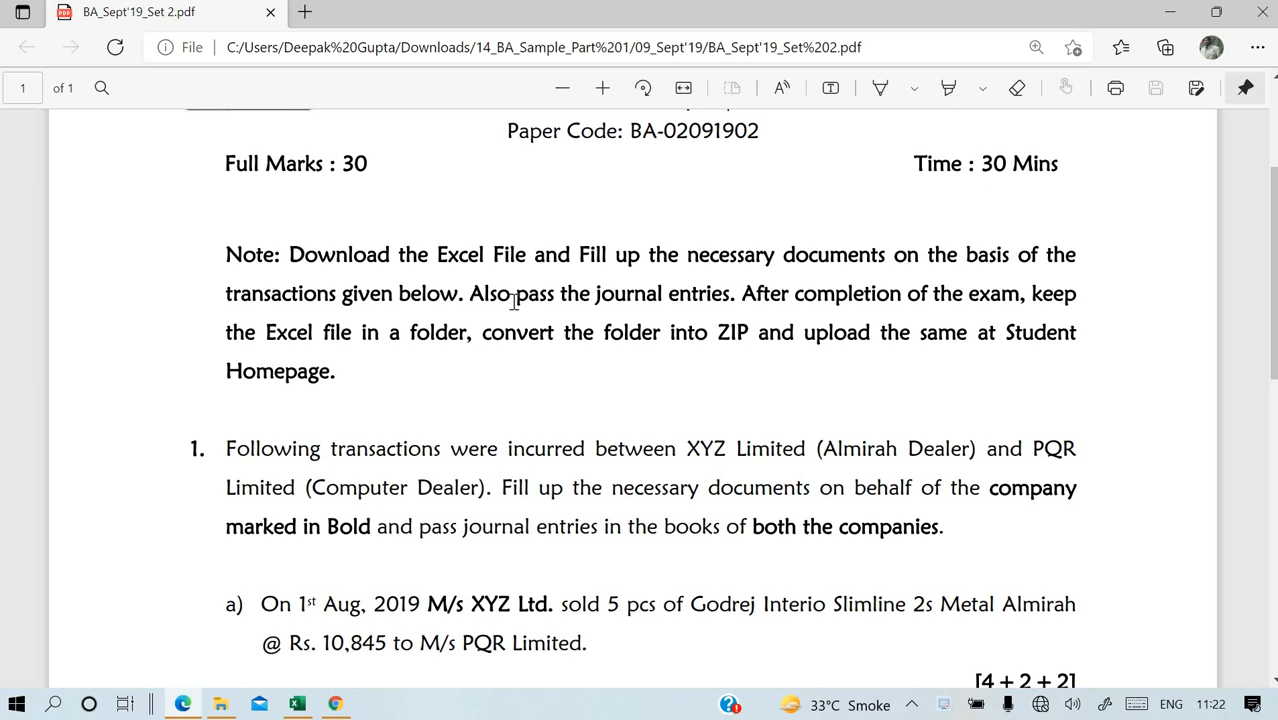 BA_Sept'19_Set 2.pdf
File C:/Users/Deepak%20Gupta/Downloads/14_BA_Sample_Part%201/09_Sept'19/BA_Sept'19_Set%202.pdf
1 of 1
Paper Code: BA-02091902
Full Marks : 30 Time : 30 Mins
Note: Download the Excel File and Fill up the necessary documents on the basis of the
transactions given below. Also pass the journal entries. After completion of the exam, keep
the Excel file in a folder, convert the folder into ZIP and upload the same at Student
Homepage.
1. Following transactions were incurred between XYZ Limited (Almirah Dealer) and PQR
Limited (Computer Dealer). Fill up the necessary documents on behalf of the company
marked in Bold and pass journal entries in the books of both the companies.
a) On 1st Aug, 2019 M/s XYZ Ltd. sold 5 pcs of Godrej Interio Slimline 2s Metal Almirah
@ Rs. 10,845 to M/s PQR Limited.
[4 + 2 + 2]
33°C Smoke ENG 11:22